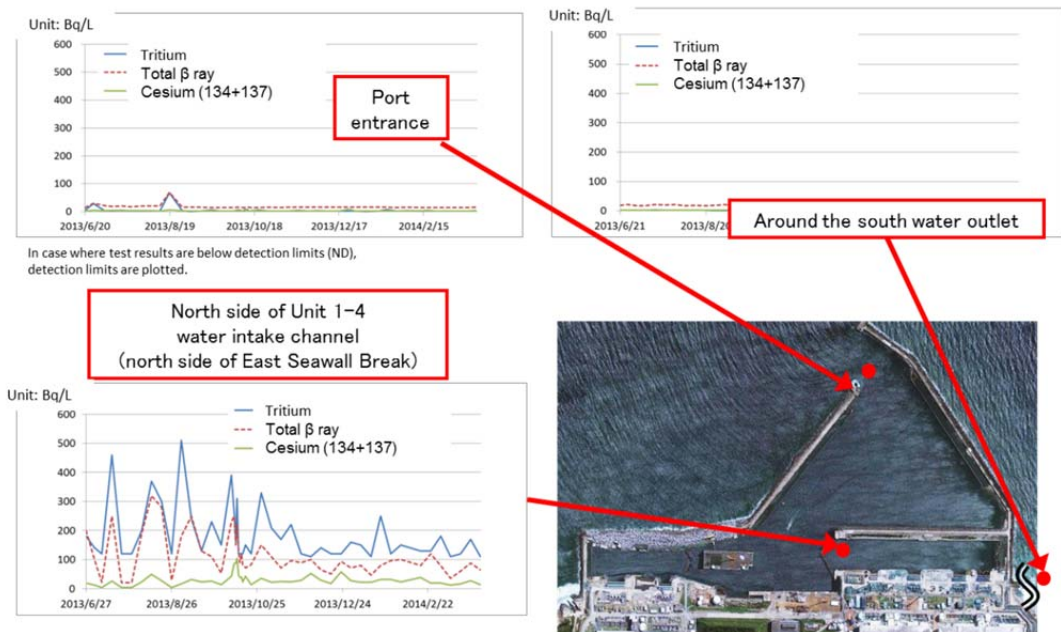 Unit: Bq/L
600
500
400
300
200
100
0
Tritium
Total β ray
Cesium (134+137)
2013/6/20 2013/8/19 2013/10/18 2013/12/17 2014/2/15
In case where test results are below detection limits (ND),
detection limits are plotted.
Port
entrance
Unit: Bq/L
600
500
400
300
200
100
0
Tritium
Total β ray
Cesium (134+137)
2013/6/21 2013/8/20
Around the south water outlet
North side of Unit 1-4
water intake channel
(north side of East Seawall Break)
Unit: Bq/L
600
500
400
300
200
100
0
Tritium
Total β ray
Cesium (134+137)
2013/6/27 2013/8/26 2013/10/25 2013/12/24 2014/2/22